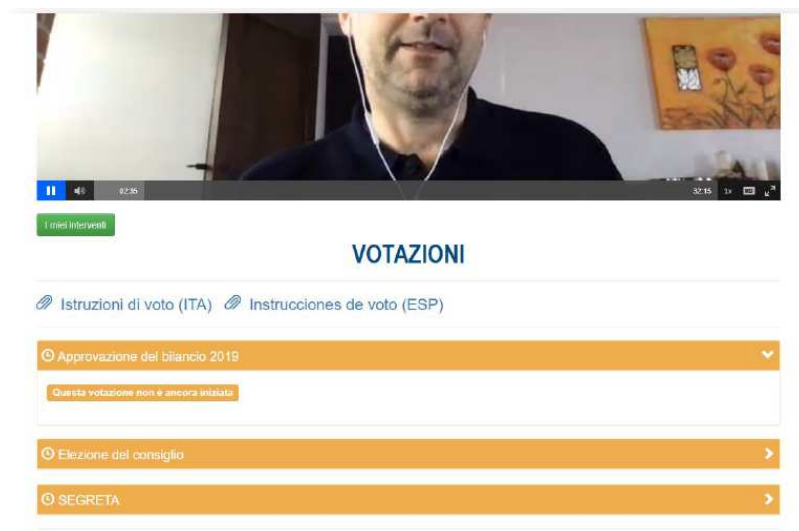 02:35
32:15 1x HD
I miei interventi
VOTAZIONI
Istruzioni di voto (ITA) Instrucciones de voto (ESP)
Approvazione del bilancio 2019
Questa votazione non è ancora iniziata
Elezione del consiglio
SEGRETA